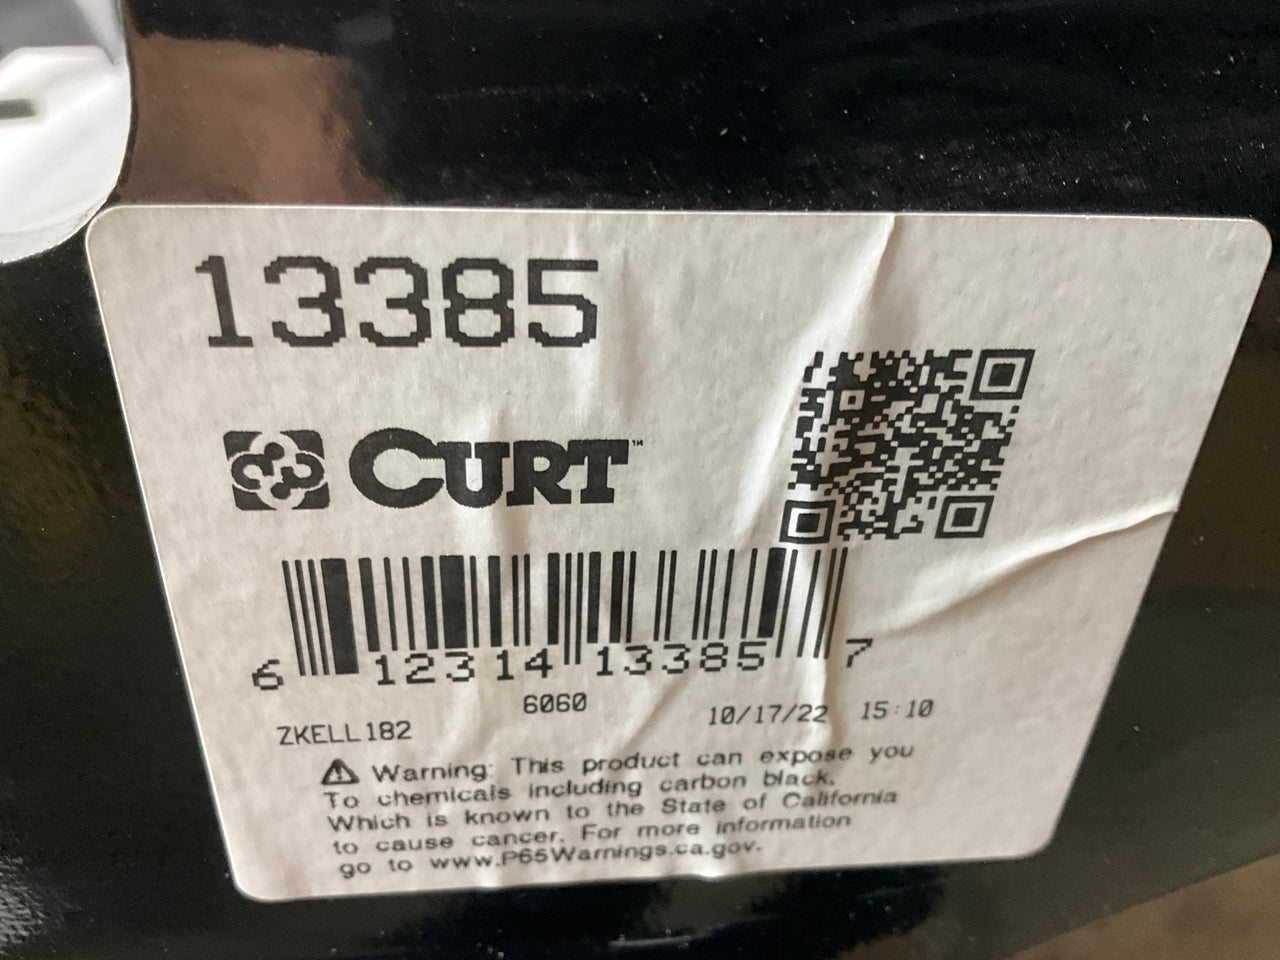 13385
CURT™
6 12314 13385 7
6060
ZKELL182
10/17/22 15:10
Warning: This product can expose you
To chemicals including carbon black.
Which is known to the State of California
to cause cancer. For more information
go to www.P65Warnings.ca.gov.